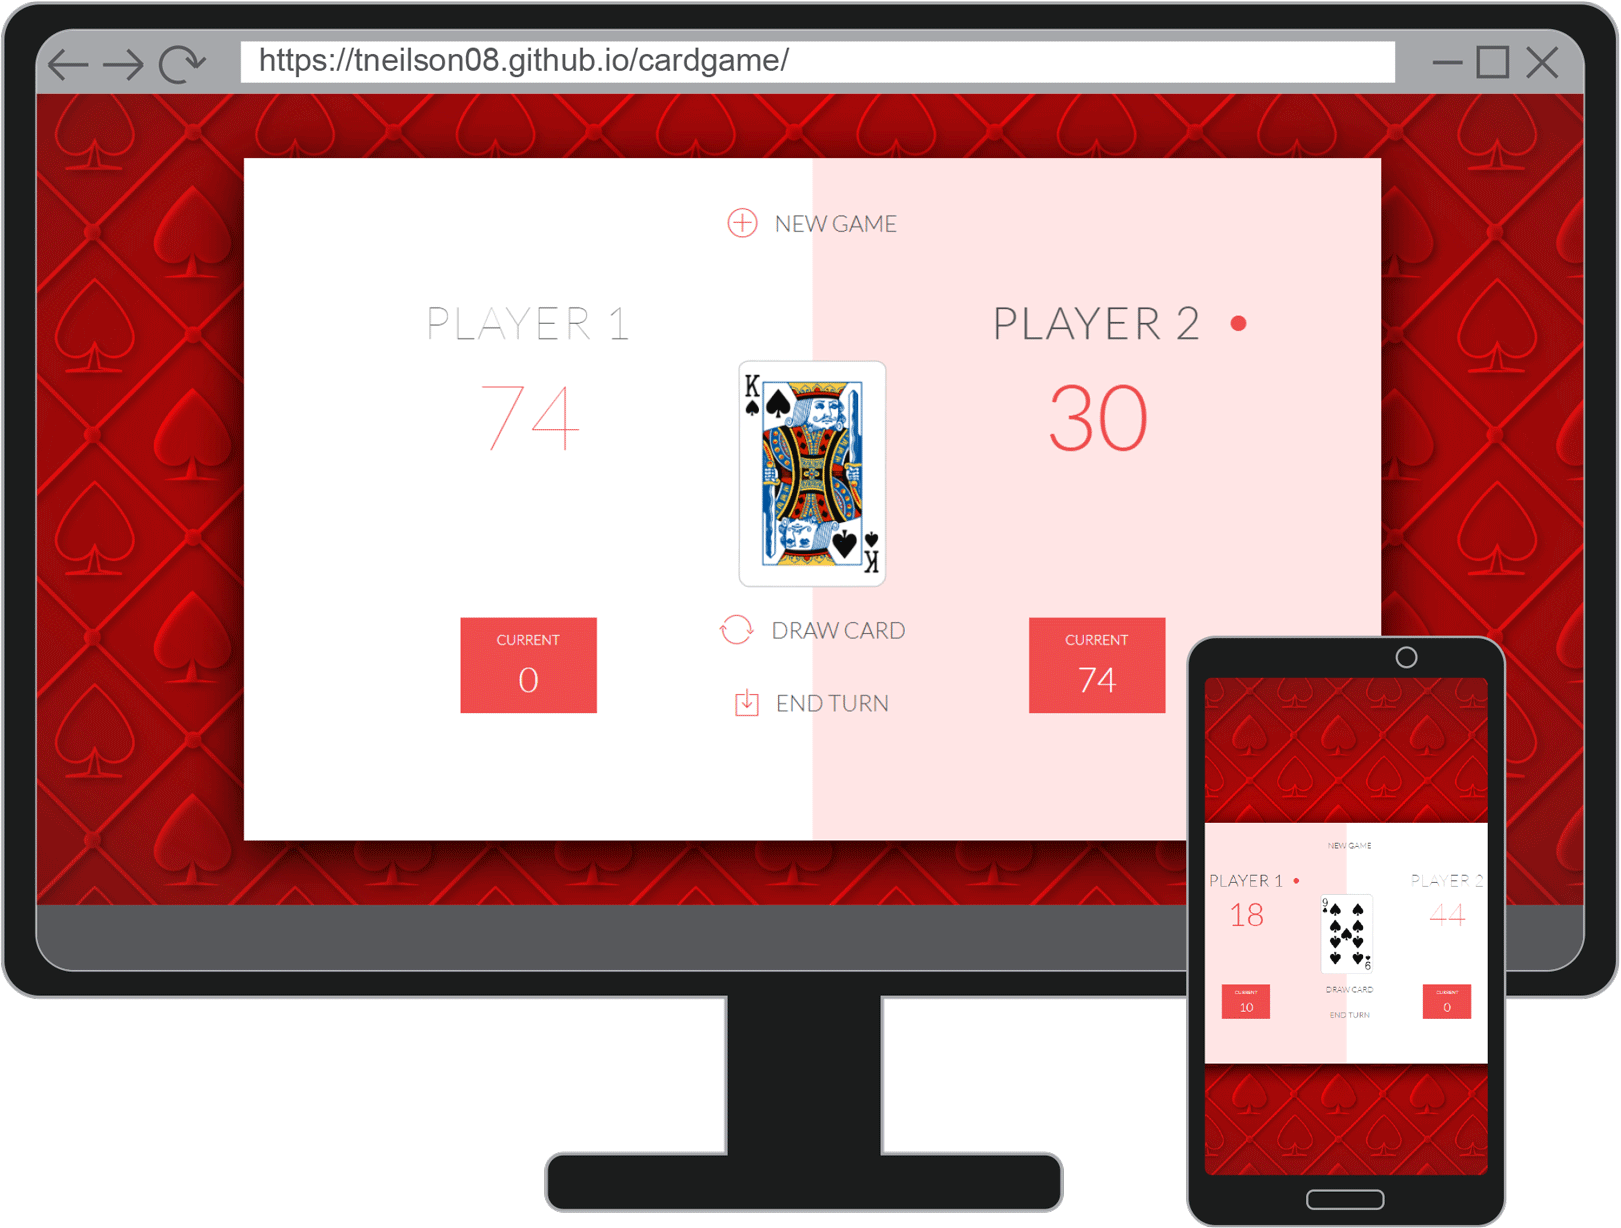 https://tneilson08.github.io/cardgame/
NEW GAME
PLAYER 1
PLAYER 2
74
30
K
K
DRAW CARD
CURRENT
0
CURRENT
74
END TURN
NEW GAME
PLAYER 1
PLAYER 2
18
44
9
9
DRAW CARD
CURRENT
10
CURRENT
0
END TURN